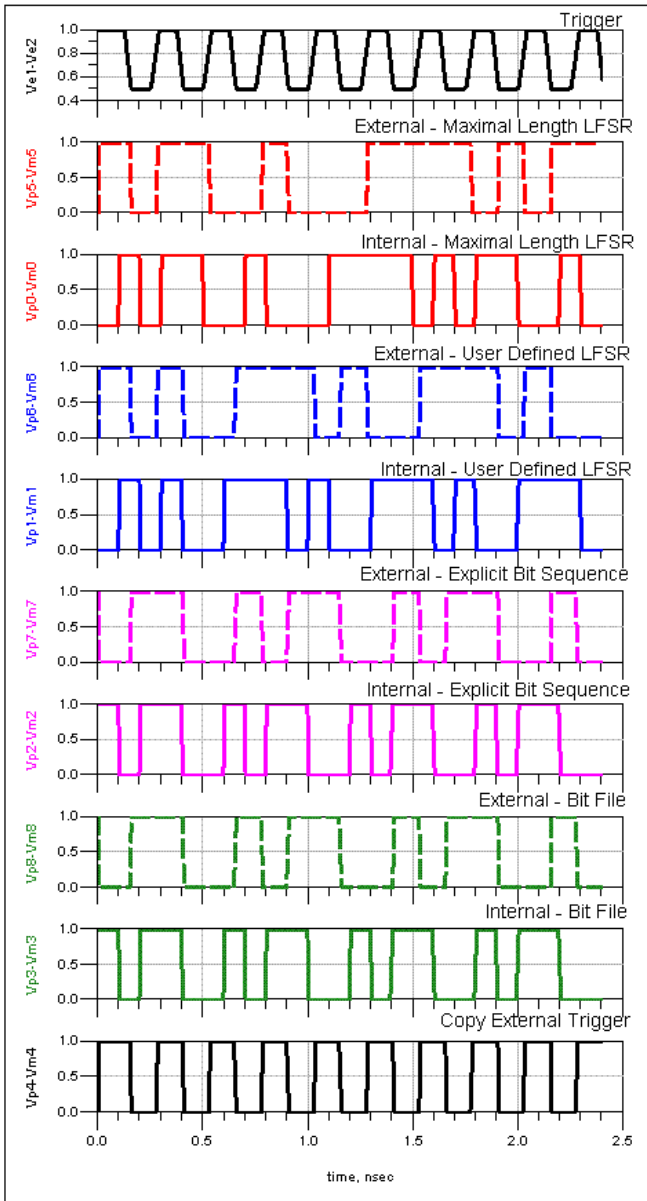 Trigger
Ve1-Ve2
1.0
0.8
0.6
0.4
External - Maximal Length LFSR
Vp5-Vm5
1.0
0.5
0.0
Internal - Maximal Length LFSR
Vp0-Vm0
1.0
0.5
0.0
External - User Defined LFSR
Vp6-Vm6
1.0
0.5
0.0
Internal - User Defined LFSR
Vp1-Vm1
1.0
0.5
0.0
External - Explicit Bit Sequence
Vp7-Vm7
1.0
0.5
0.0
Internal - Explicit Bit Sequence
Vp2-Vm2
1.0
0.5
0.0
External - Bit File
Vp8-Vm8
1.0
0.5
0.0
Internal - Bit File
Vp3-Vm3
1.0
0.5
0.0
Copy External Trigger
Vp4-Vm4
1.0
0.5
0.0
0.0 0.5 1.0 1.5 2.0 2.5
time, nsec